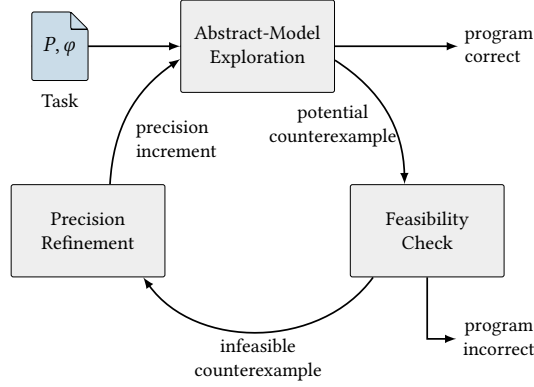 P, φ
Task
Abstract-Model
Exploration
program
correct
potential
counterexample
precision
increment
Precision
Refinement
Feasibility
Check
infeasible
counterexample
program
incorrect